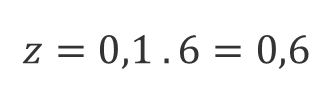 z = 0,1 . 6 = 0,6